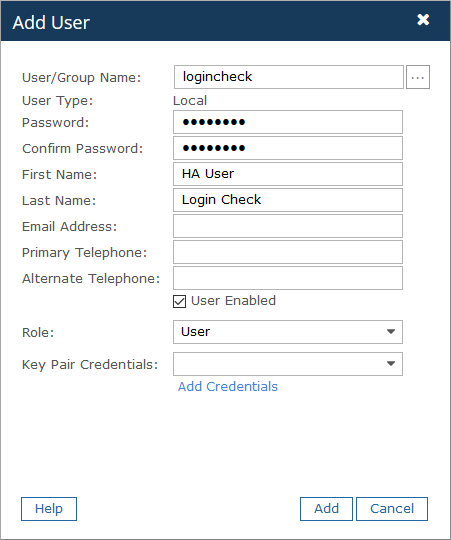 Add User
User/Group Name: logincheck ...
User Type: Local
Password: ••••••••
Confirm Password: ••••••••
First Name: HA User
Last Name: Login Check
Email Address:
Primary Telephone:
Alternate Telephone:
User Enabled
Role: User
Key Pair Credentials:
Add Credentials
Help Add Cancel